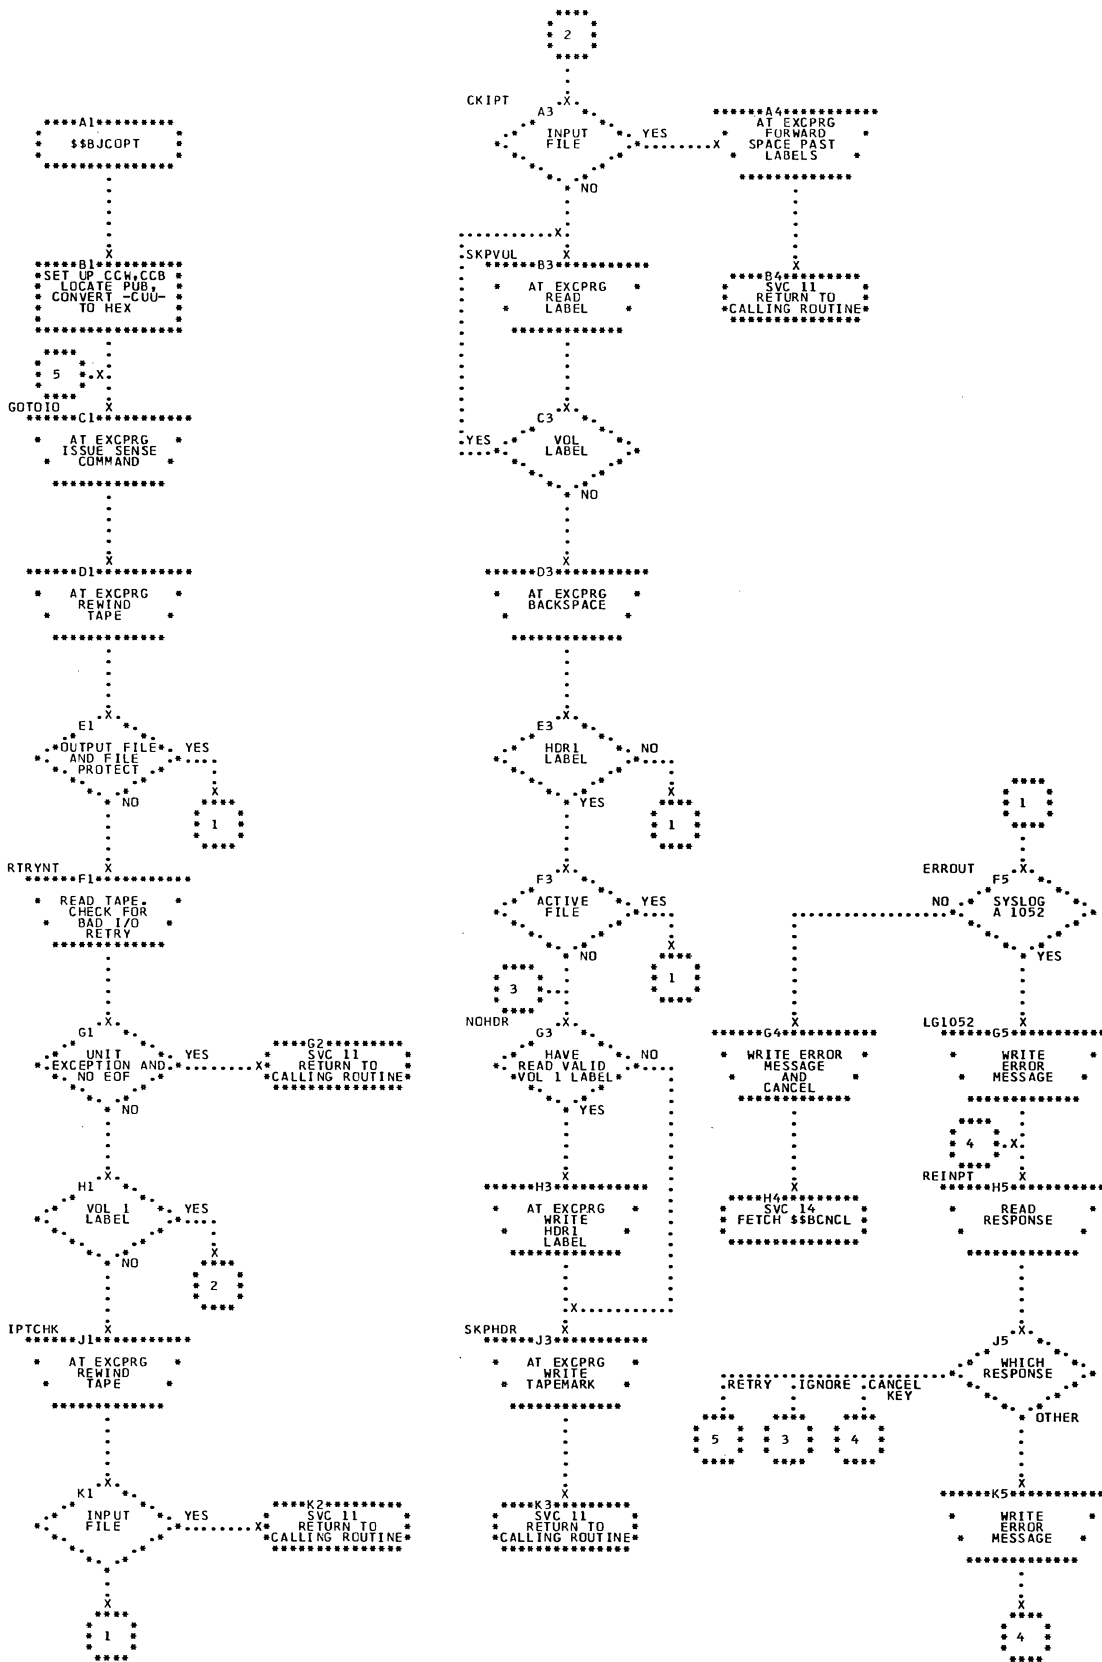 A1
$$BJCOPT
B1
SET UP CCW,CCB
LOCATE PUB,
CONVERT -CUU-
TO HEX
5
GOTOIO
C1
AT EXCPRG
ISSUE SENSE
COMMAND
D1
AT EXCPRG
REWIND
TAPE
E1
OUTPUT FILE
AND FILE
PROTECT
YES
NO
1
RTRYNT
F1
READ TAPE.
CHECK FOR
BAD I/O
RETRY
G1
UNIT
EXCEPTION AND
NO EOF
YES
NO
G2
SVC 11
RETURN TO
CALLING ROUTINE
H1
VOL 1
LABEL
YES
NO
2
IPTCHK
J1
AT EXCPRG
REWIND
TAPE
K1
INPUT
FILE
YES
K2
SVC 11
RETURN TO
CALLING ROUTINE
1
2
CKIPT
A3
INPUT
FILE
YES
NO
A4
AT EXCPRG
FORWARD
SPACE PAST
LABELS
B4
SVC 11
RETURN TO
CALLING ROUTINE
SKPVOL
B3
AT EXCPRG
READ
LABEL
C3
VOL
LABEL
YES
NO
D3
AT EXCPRG
BACKSPACE
E3
HDR1
LABEL
NO
YES
1
F3
ACTIVE
FILE
YES
NO
1
3
NOHDR
G3
HAVE
READ VALID
VOL 1 LABEL
NO
YES
H3
AT EXCPRG
WRITE
HDR1
LABEL
SKPHDR
J3
AT EXCPRG
WRITE
TAPEMARK
K3
SVC 11
RETURN TO
CALLING ROUTINE
1
ERROUT
F5
SYSLOG
A 1052
NO
YES
G4
WRITE ERROR
MESSAGE
AND
CANCEL
H4
SVC 14
FETCH $$BCNCL
LG1052
G5
WRITE
ERROR
MESSAGE
4
REINPT
H5
READ
RESPONSE
J5
WHICH
RESPONSE
RETRY
IGNORE
CANCEL
KEY
OTHER
5
3
4
K5
WRITE
ERROR
MESSAGE
4